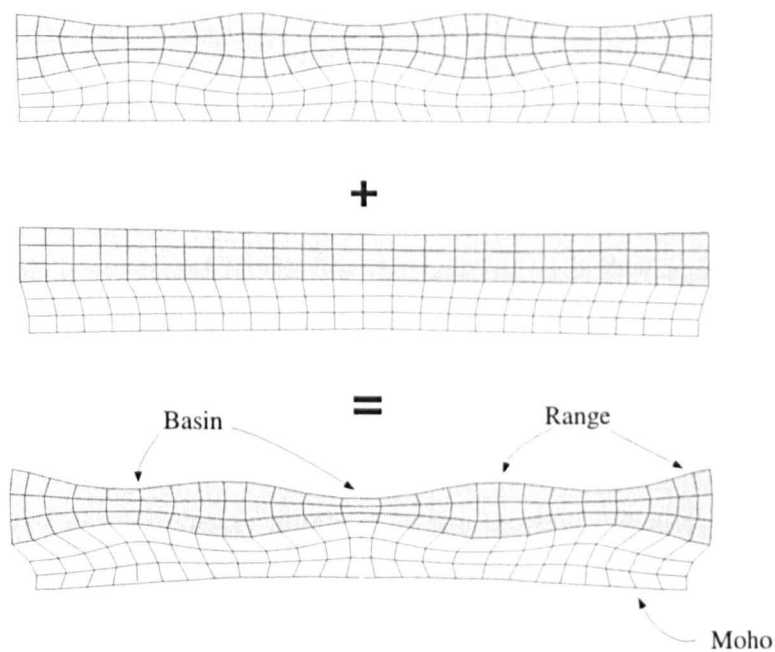 +
=
Basin
Range
Moho